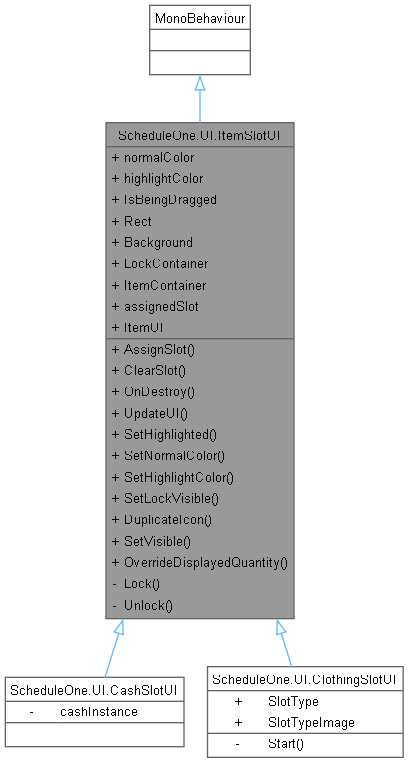 MonoBehaviour
ScheduleOne.UI.ItemSlotUI
+ normalColor
+ highlightColor
+ IsBeingDragged
+ Rect
+ Background
+ LockContainer
+ ItemContainer
+ assignedSlot
+ ItemUI
+ AssignSlot()
+ ClearSlot()
+ OnDestroy()
+ UpdateUI()
+ SetHighlighted()
+ SetNormalColor()
+ SetHighlightColor()
+ SetLockVisible()
+ DuplicateIcon()
+ SetVisible()
+ OverrideDisplayedQuantity()
- Lock()
- Unlock()
ScheduleOne.UI.CashSlotUI
- cashInstance
ScheduleOne.UI.ClothingSlotUI
+ SlotType
+ SlotTypeImage
- Start()